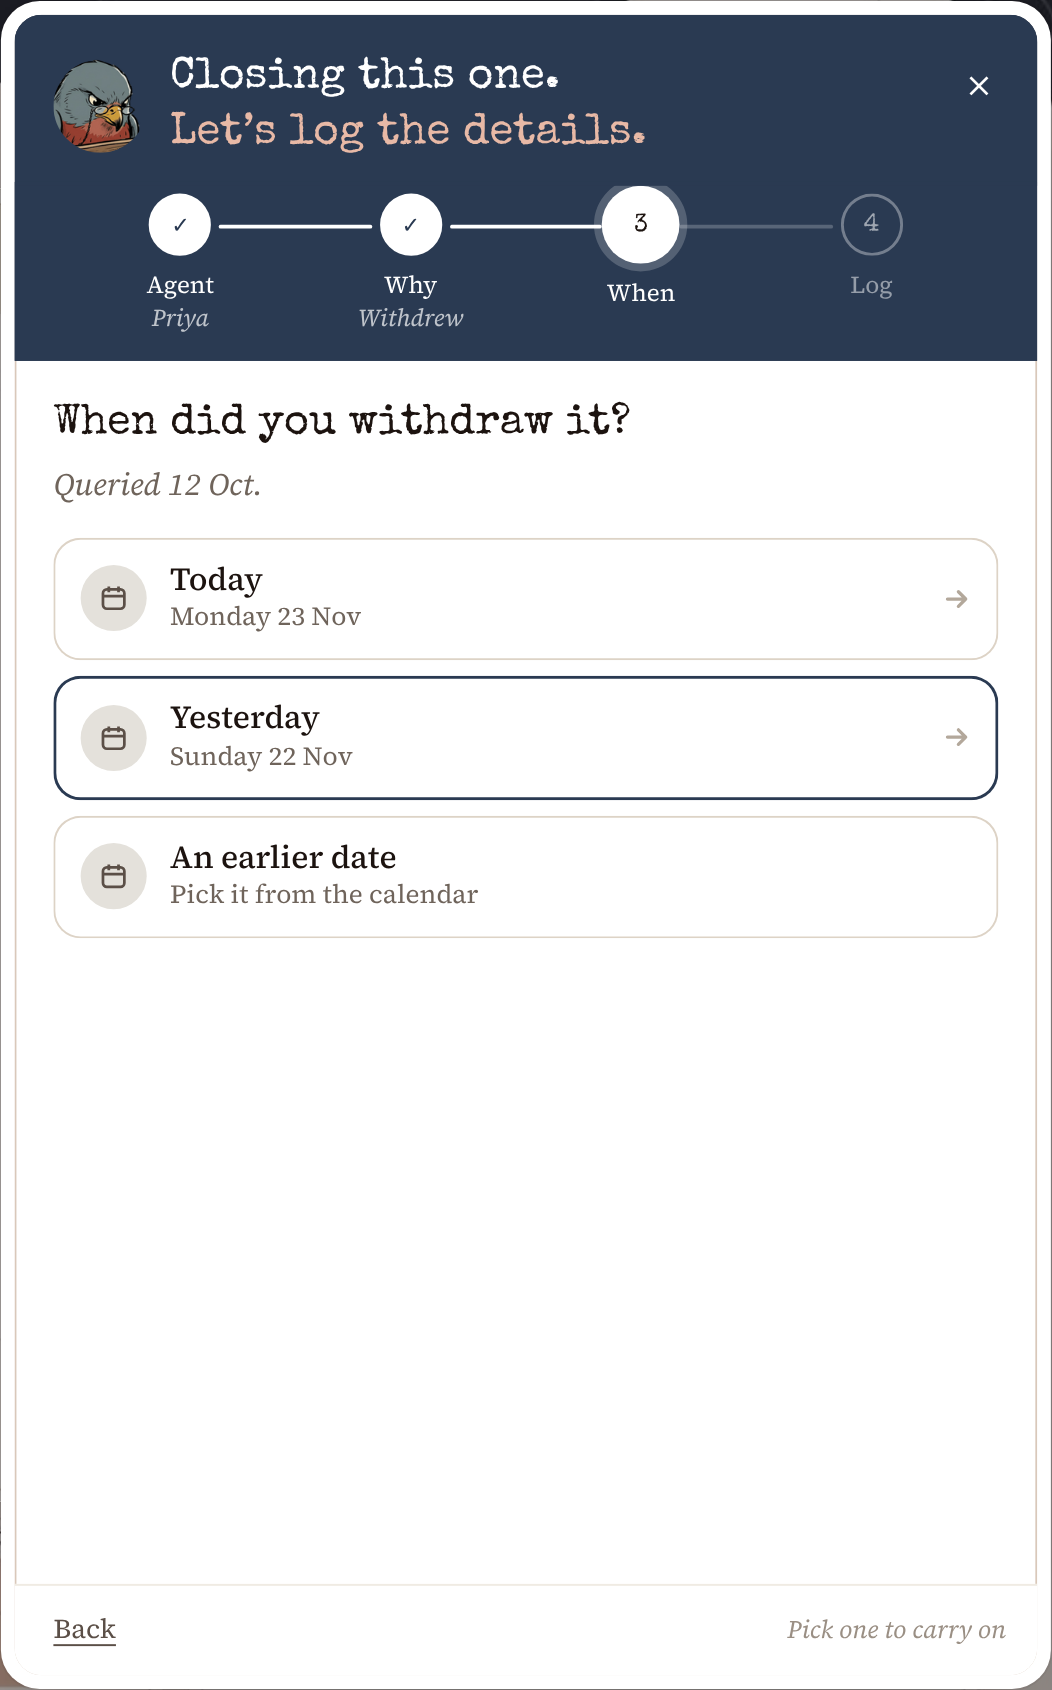 Closing this one.
Let's log the details.
✓
✓
3
4
Agent
Why
When
Log
Priya
Withdrew
When did you withdraw it?
Queried 12 Oct.
Today
Monday 23 Nov
Yesterday
Sunday 22 Nov
An earlier date
Pick it from the calendar
Back
Pick one to carry on